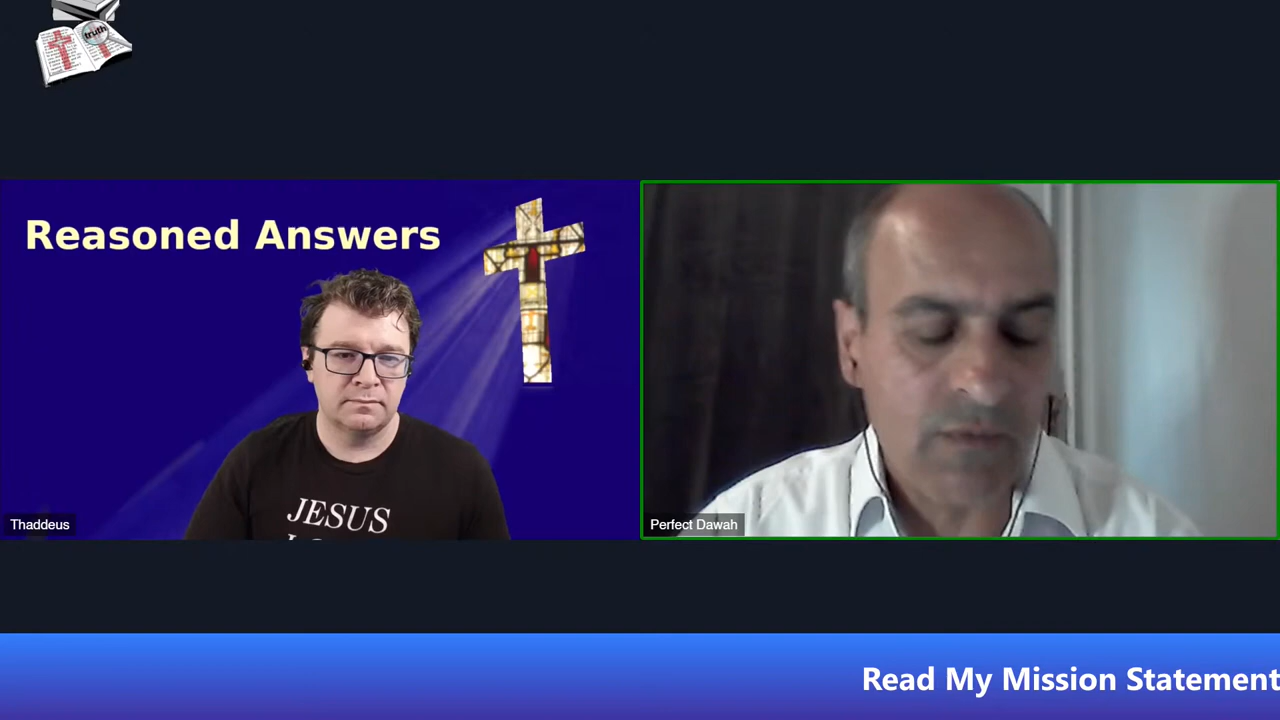 truth
Reasoned Answers
JESUS
Thaddeus
Perfect Dawah
Read My Mission Statement